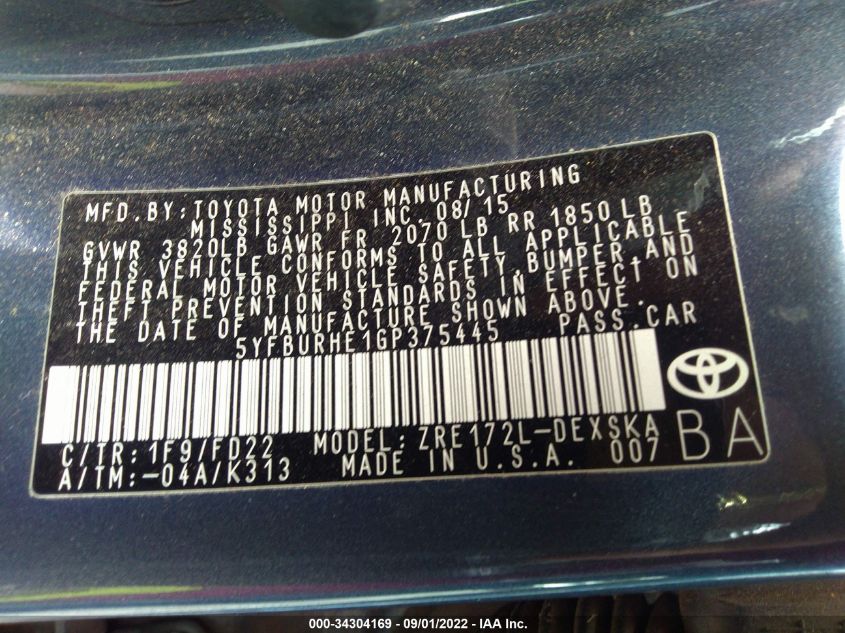 MFD. BY: TOYOTA MOTOR MANUFACTURING
MISSISSIPPI INC. 08/15
GVWR 3820LB GAWR FR 2070 LB RR 1850 LB
THIS VEHICLE CONFORMS TO ALL APPLICABLE
FEDERAL MOTOR VEHICLE SAFETY, BUMPER, AND
THEFT PREVENTION STANDARDS IN EFFECT ON
THE DATE OF MANUFACTURE SHOWN ABOVE.
5YFBURHE1GP375445 PASS. CAR
C/TR: 1F9/FD22 MODEL: ZRE172L-DEXSKA
A/TM:-04A/K313 MADE IN U.S.A. 007
BA
000-34304169 - 09/01/2022 - IAA Inc.